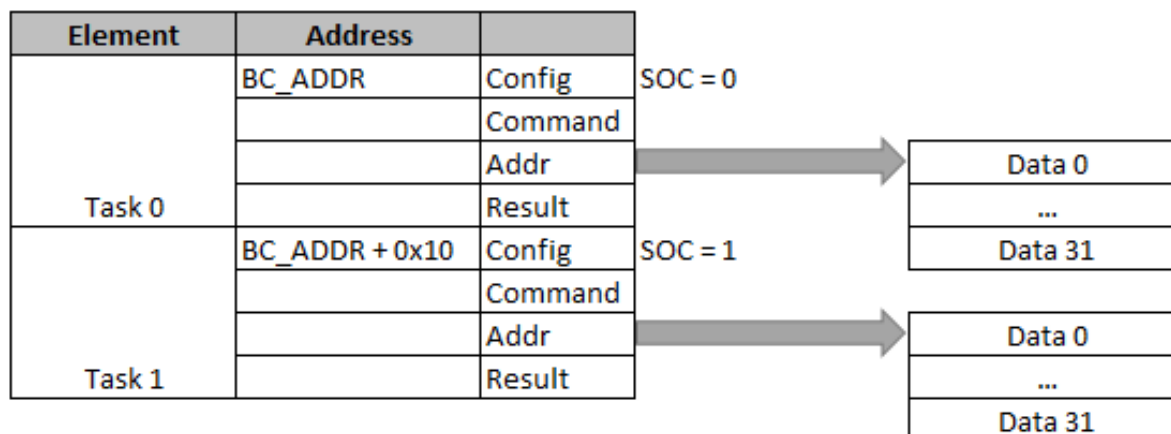 Element Address
BC_ADDR Config SOC = 0
Command
Addr Data 0
Task 0 Result ...
BC_ADDR + 0x10 Config SOC = 1 Data 31
Command
Addr Data 0
Task 1 Result ...
Data 31